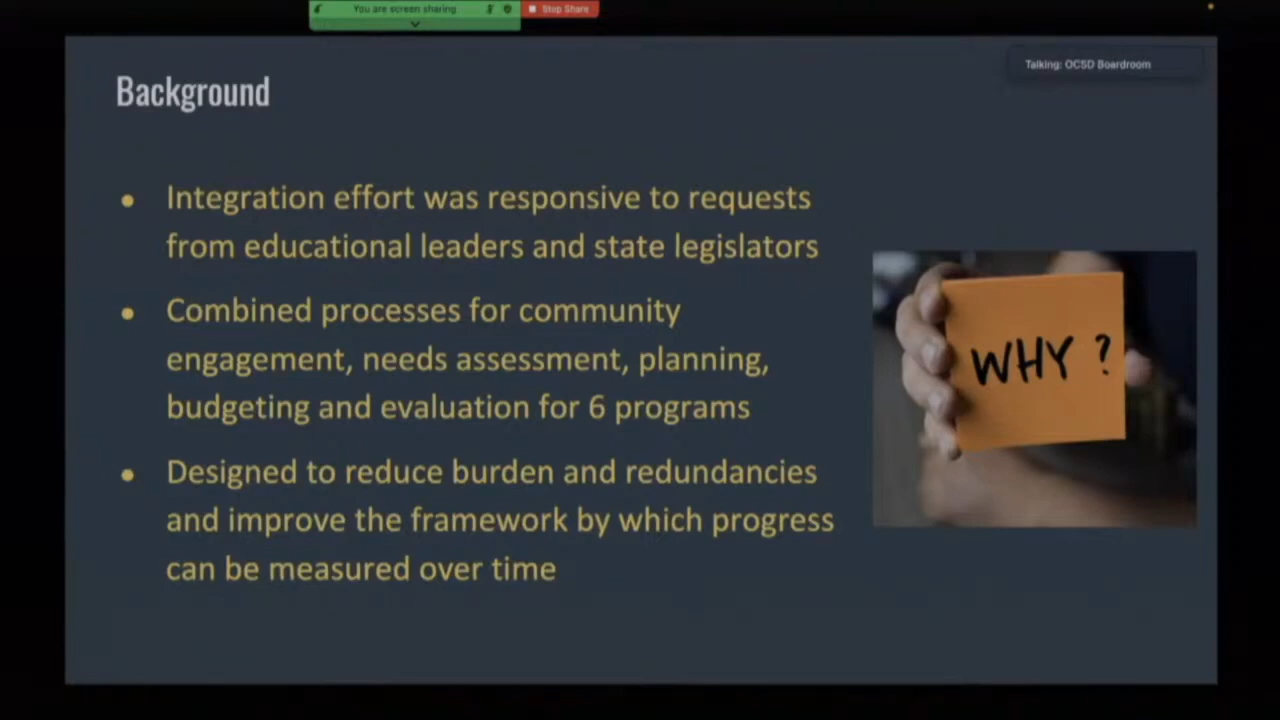 You are screen sharing
Stop Share
Talking: OCSD Boardroom
Background
Integration effort was responsive to requests
from educational leaders and state legislators
Combined processes for community
engagement, needs assessment, planning,
budgeting and evaluation for 6 programs
Designed to reduce burden and redundancies
and improve the framework by which progress
can be measured over time
WHY ?